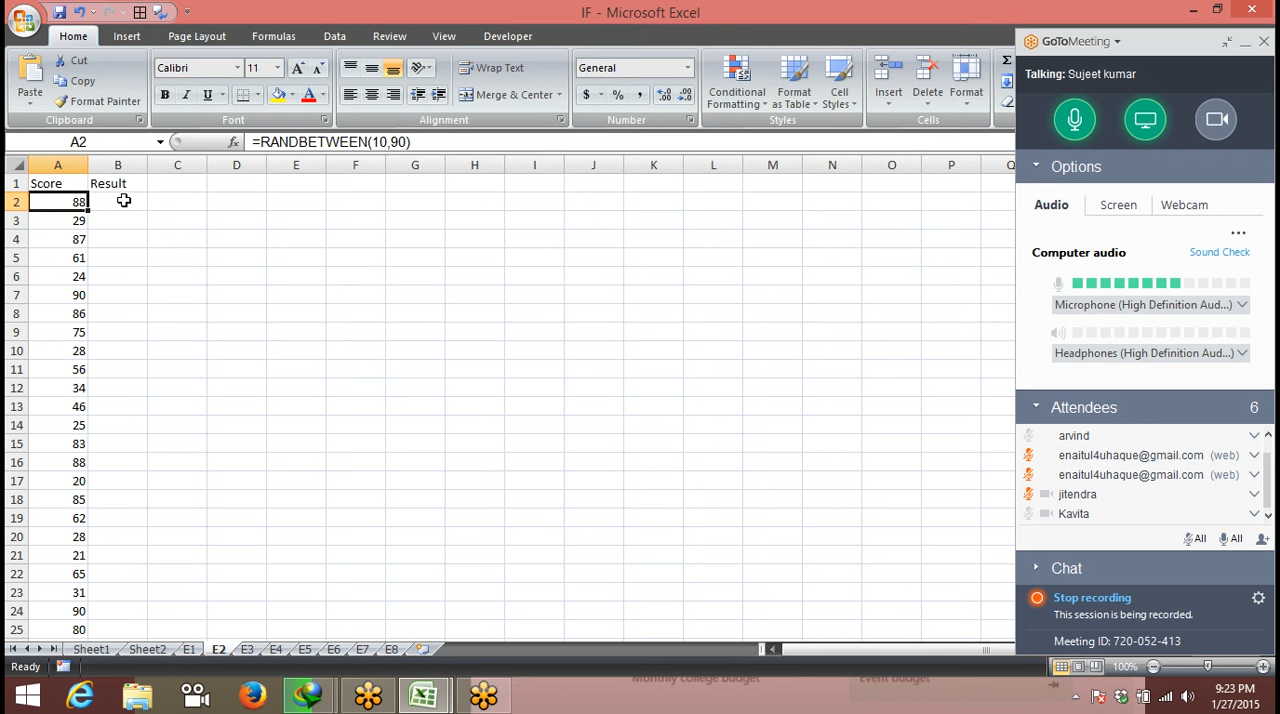 IF - Microsoft Excel
Home Insert Page Layout Formulas Data Review View Developer
Paste
Cut
Copy
Format Painter
Clipboard
Calibri 11
B I U A
Font
Wrap Text
Merge & Center
Alignment
General
$ % ,
Number
Conditional Formatting
Format as Table
Cell Styles
Styles
Insert Delete Format
Cells
Σ
A2 fx =RANDBETWEEN(10,90)
A B C D E F G H I J K L M N O P Q
1 Score Result
2 88
3 29
4 87
5 61
6 24
7 90
8 86
9 75
10 28
11 56
12 34
13 46
14 25
15 83
16 88
17 20
18 85
19 62
20 28
21 21
22 65
23 31
24 90
25 80
Sheet1 Sheet2 E1 E2 E3 E4 E5 E6 E7 E8
Ready
100%
GoToMeeting
Talking: Sujeet kumar
Options
Audio Screen Webcam
Computer audio Sound Check
Microphone (High Definition Aud...)
Headphones (High Definition Aud...)
Attendees 6
arvind
enaitul4uhaque@gmail.com (web)
enaitul4uhaque@gmail.com (web)
jitendra
Kavita
All All
Chat
Stop recording
This session is being recorded.
Meeting ID: 720-052-413
Monthly college budget
Event budget
9:23 PM
1/27/2015